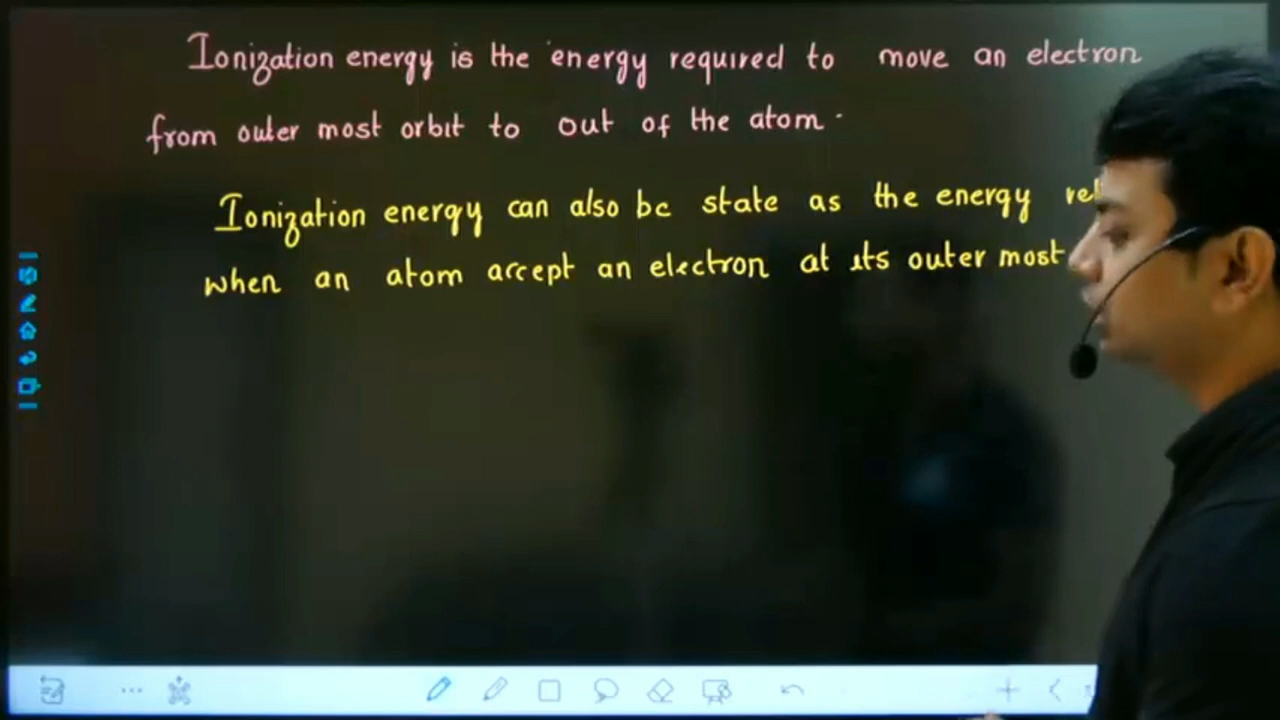 Ionization energy is the energy required to move an electron
from outer most orbit to out of the atom.
Ionization energy can also be state as the energy
when an atom accept an electron at its outer most